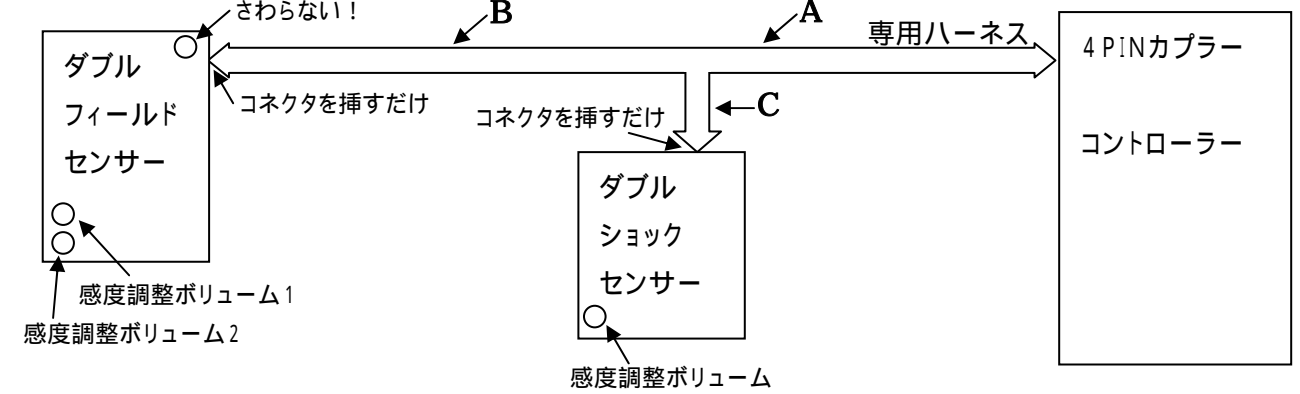 さわらない！
B
A
専用ハーネス
４PINカプラー
ダブル
フィールド
センサー
コネクタを挿すだけ
コネクタを挿すだけ
C
コントローラー
ダブル
ショック
センサー
感度調整ボリューム1
感度調整ボリューム2
感度調整ボリューム